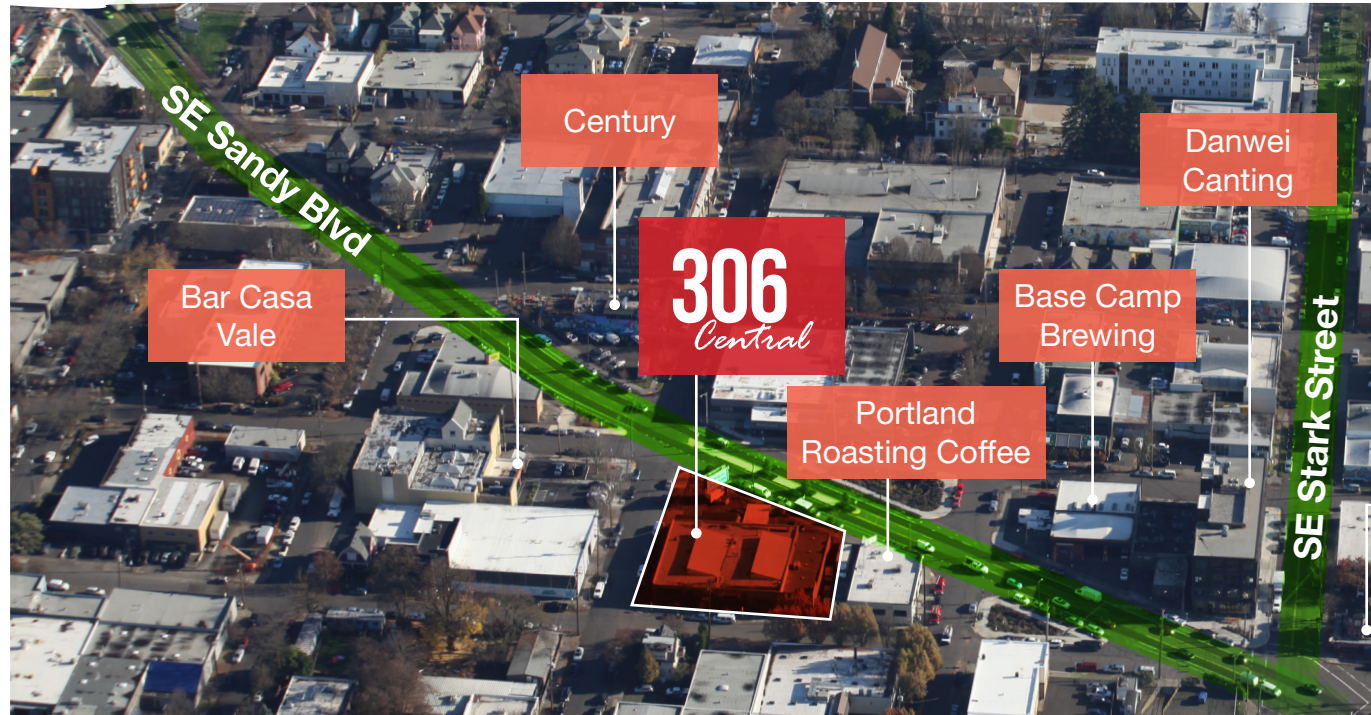 SE Sandy Blvd
Century
Danwei
Canting
306
Central
Bar Casa
Vale
Base Camp
Brewing
Portland
Roasting Coffee
SE Stark Street